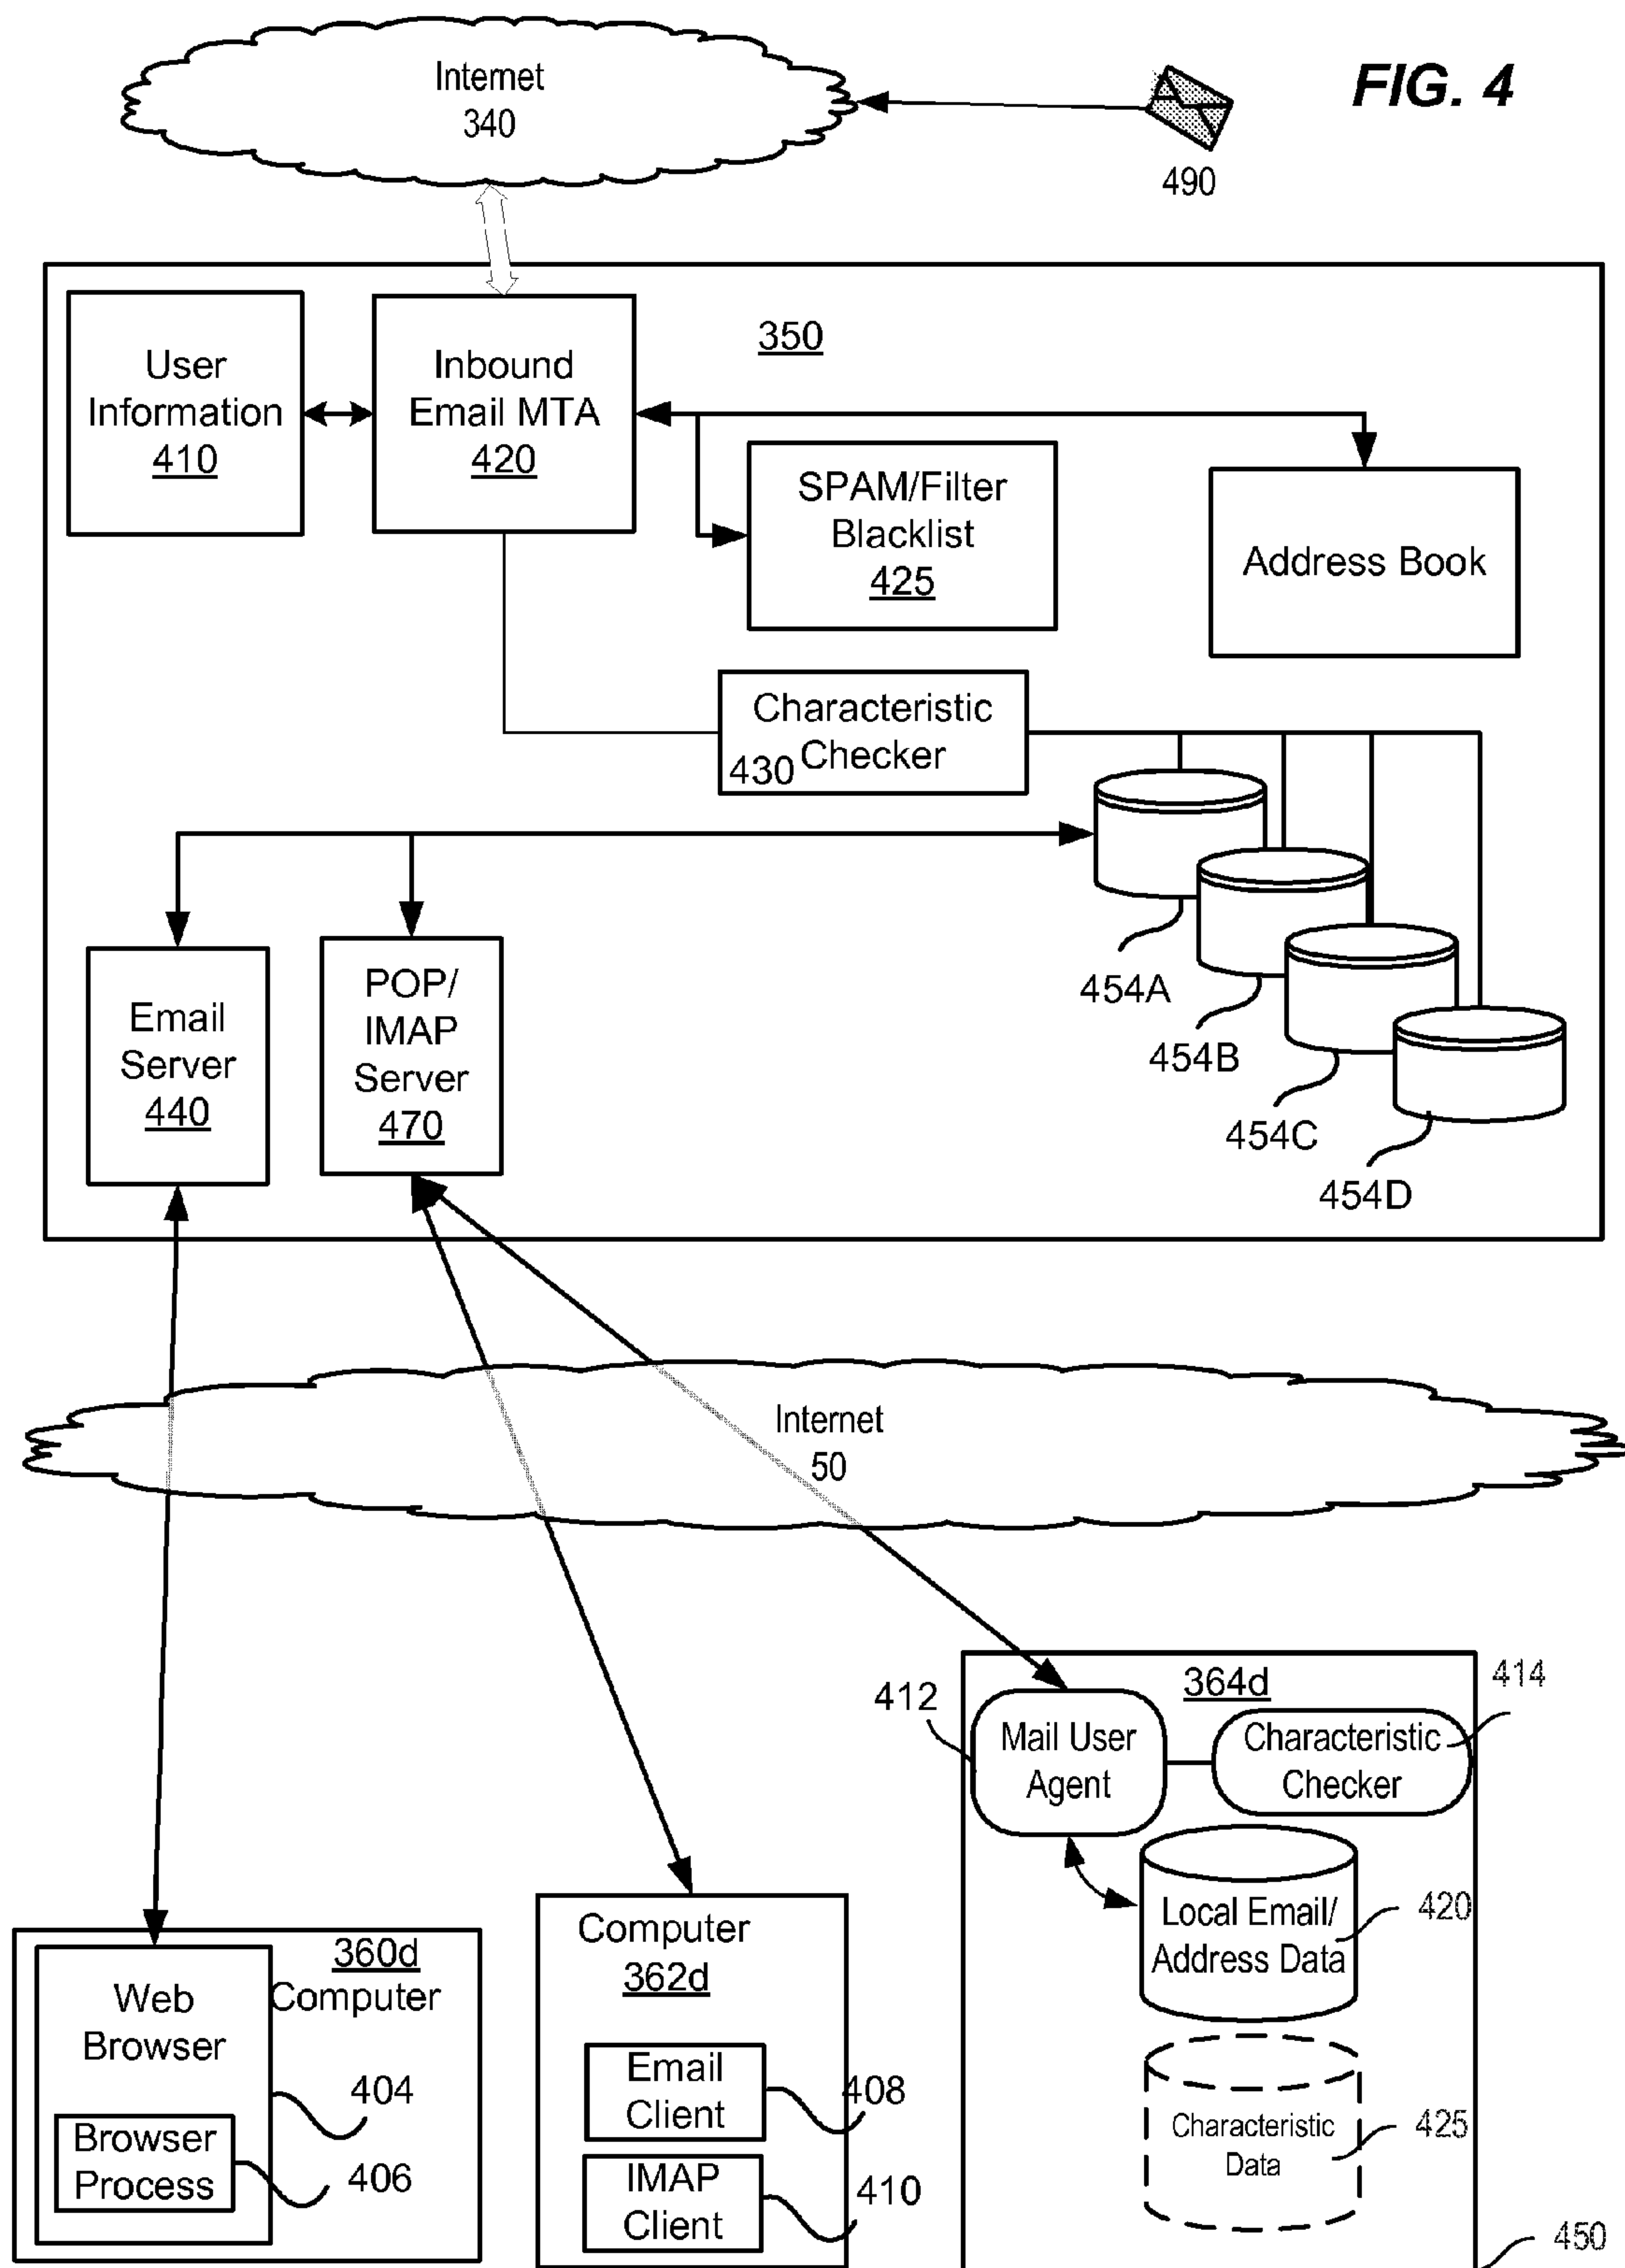 FIG. 4
Internet
340
490
350
User
Information
410
Inbound
Email MTA
420
SPAM/Filter
Blacklist
425
Address Book
Characteristic
Checker
430
454A
454B
454C
454D
Email
Server
440
POP/
IMAP
Server
470
Internet
50
412
364d
414
Mail User
Agent
Characteristic
Checker
Local Email/
Address Data
420
Characteristic
Data
425
450
360d
Computer
Web
Browser
404
Browser
Process
406
Computer
362d
Email
Client
408
IMAP
Client
410